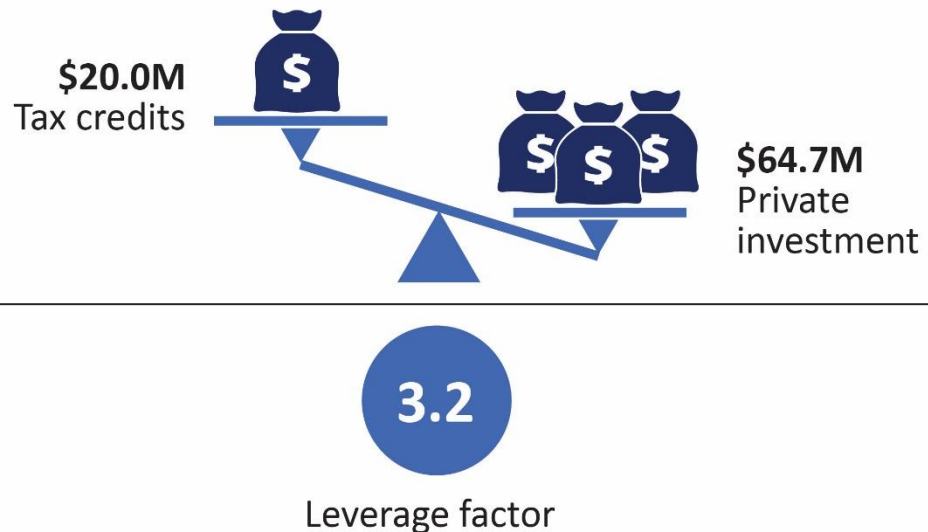 $20.0M
Tax credits
$
$ $ $
$64.7M
Private
investment
3.2
Leverage factor